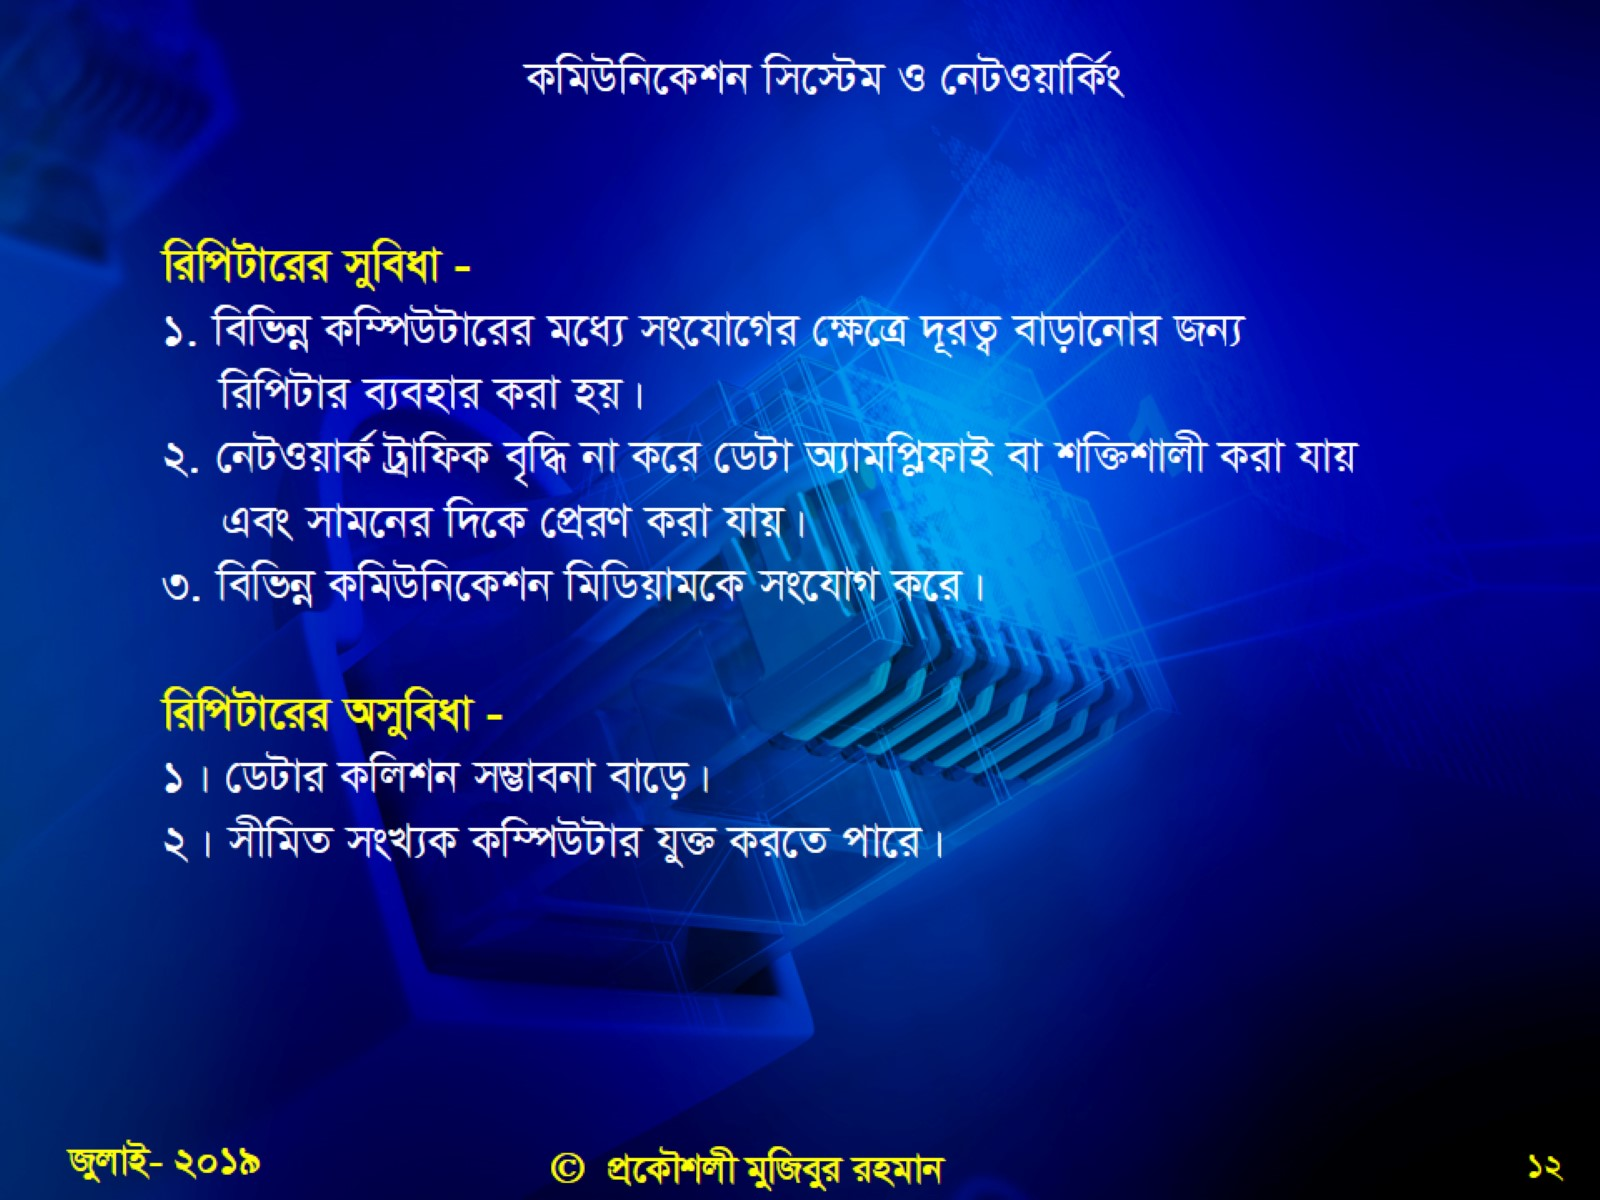 কমিউনিকেশন সিস্টেম ও নেটওয়ার্কিং
রিপিটারের সুবিধা -
১. বিভিন্ন কম্পিউটারের মধ্যে সংযোগের ক্ষেত্রে দূরত্ব বাড়ানোর জন্য
রিপিটার ব্যবহার করা হয়।
২. নেটওয়ার্ক ট্রাফিক বৃদ্ধি না করে ডেটা অ্যামপ্লিফাই বা শক্তিশালী করা যায়
এবং সামনের দিকে প্রেরণ করা যায়।
৩. বিভিন্ন কমিউনিকেশন মিডিয়ামকে সংযোগ করে।
রিপিটারের অসুবিধা -
১। ডেটার কলিশন সম্ভাবনা বাড়ে।
২। সীমিত সংখ্যক কম্পিউটার যুক্ত করতে পারে।
জুলাই- ২০১৯
© প্রকৌশলী মুজিবুর রহমান
১২